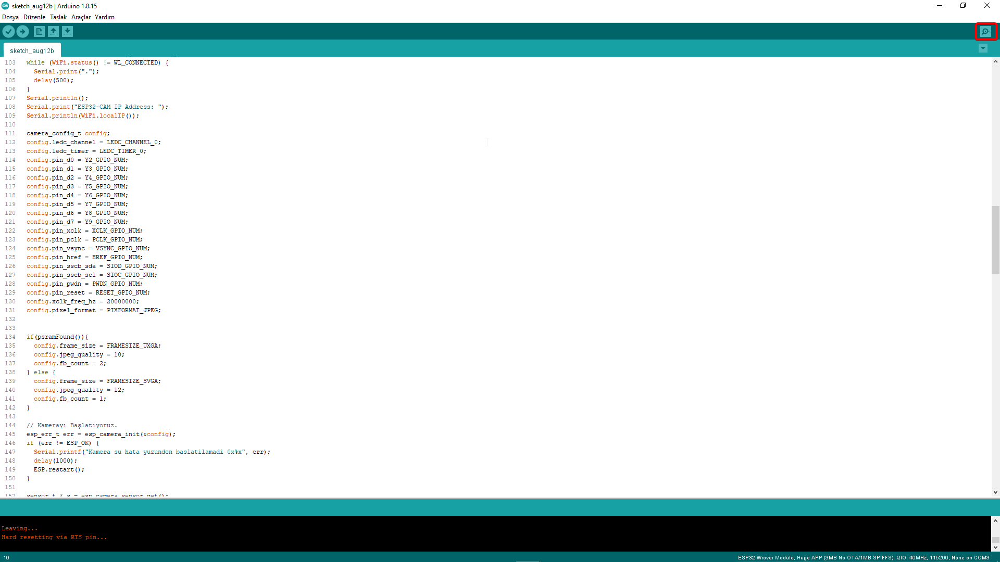 sketch_aug12b | Arduino 1.8.15
Dosya Düzenle Taslak Araçlar Yardım
sketch_aug12b
103 while (WiFi.status() != WL_CONNECTED) {
104 Serial.print(".");
105 delay(500);
106 }
107 Serial.println();
108 Serial.print("ESP32-CAM IP Address: ");
109 Serial.println(WiFi.localIP());
110
111 camera_config_t config;
112 config.ledc_channel = LEDC_CHANNEL_0;
113 config.ledc_timer = LEDC_TIMER_0;
114 config.pin_d0 = Y2_GPIO_NUM;
115 config.pin_d1 = Y3_GPIO_NUM;
116 config.pin_d2 = Y4_GPIO_NUM;
117 config.pin_d3 = Y5_GPIO_NUM;
118 config.pin_d4 = Y6_GPIO_NUM;
119 config.pin_d5 = Y7_GPIO_NUM;
120 config.pin_d6 = Y8_GPIO_NUM;
121 config.pin_d7 = Y9_GPIO_NUM;
122 config.pin_xclk = XCLK_GPIO_NUM;
123 config.pin_pclk = PCLK_GPIO_NUM;
124 config.pin_vsync = VSYNC_GPIO_NUM;
125 config.pin_href = HREF_GPIO_NUM;
126 config.pin_sscb_sda = SIOD_GPIO_NUM;
127 config.pin_sscb_scl = SIOC_GPIO_NUM;
128 config.pin_pwdn = PWDN_GPIO_NUM;
129 config.pin_reset = RESET_GPIO_NUM;
130 config.xclk_freq_hz = 20000000;
131 config.pixel_format = PIXFORMAT_JPEG;
132
133
134 if(psramFound()){
135 config.frame_size = FRAMESIZE_UXGA;
136 config.jpeg_quality = 10;
137 config.fb_count = 2;
138 } else {
139 config.frame_size = FRAMESIZE_SVGA;
140 config.jpeg_quality = 12;
141 config.fb_count = 1;
142 }
143
144 // Kamerayı Başlatıyoruz.
145 esp_err_t err = esp_camera_init(&config);
146 if (err != ESP_OK) {
147 Serial.printf("Kamera su hata yuzunden baslatilamadi 0x%x", err);
148 delay(1000);
149 ESP.restart();
150 }
151
152 sensor_t * s = esp_camera_sensor_get();
Leaving...
Hard resetting via RTS pin...
10
ESP32 Wrover Module, Huge APP (3MB No OTA/1MB SPIFFS), QIO, 40MHz, 115200, None on COM3